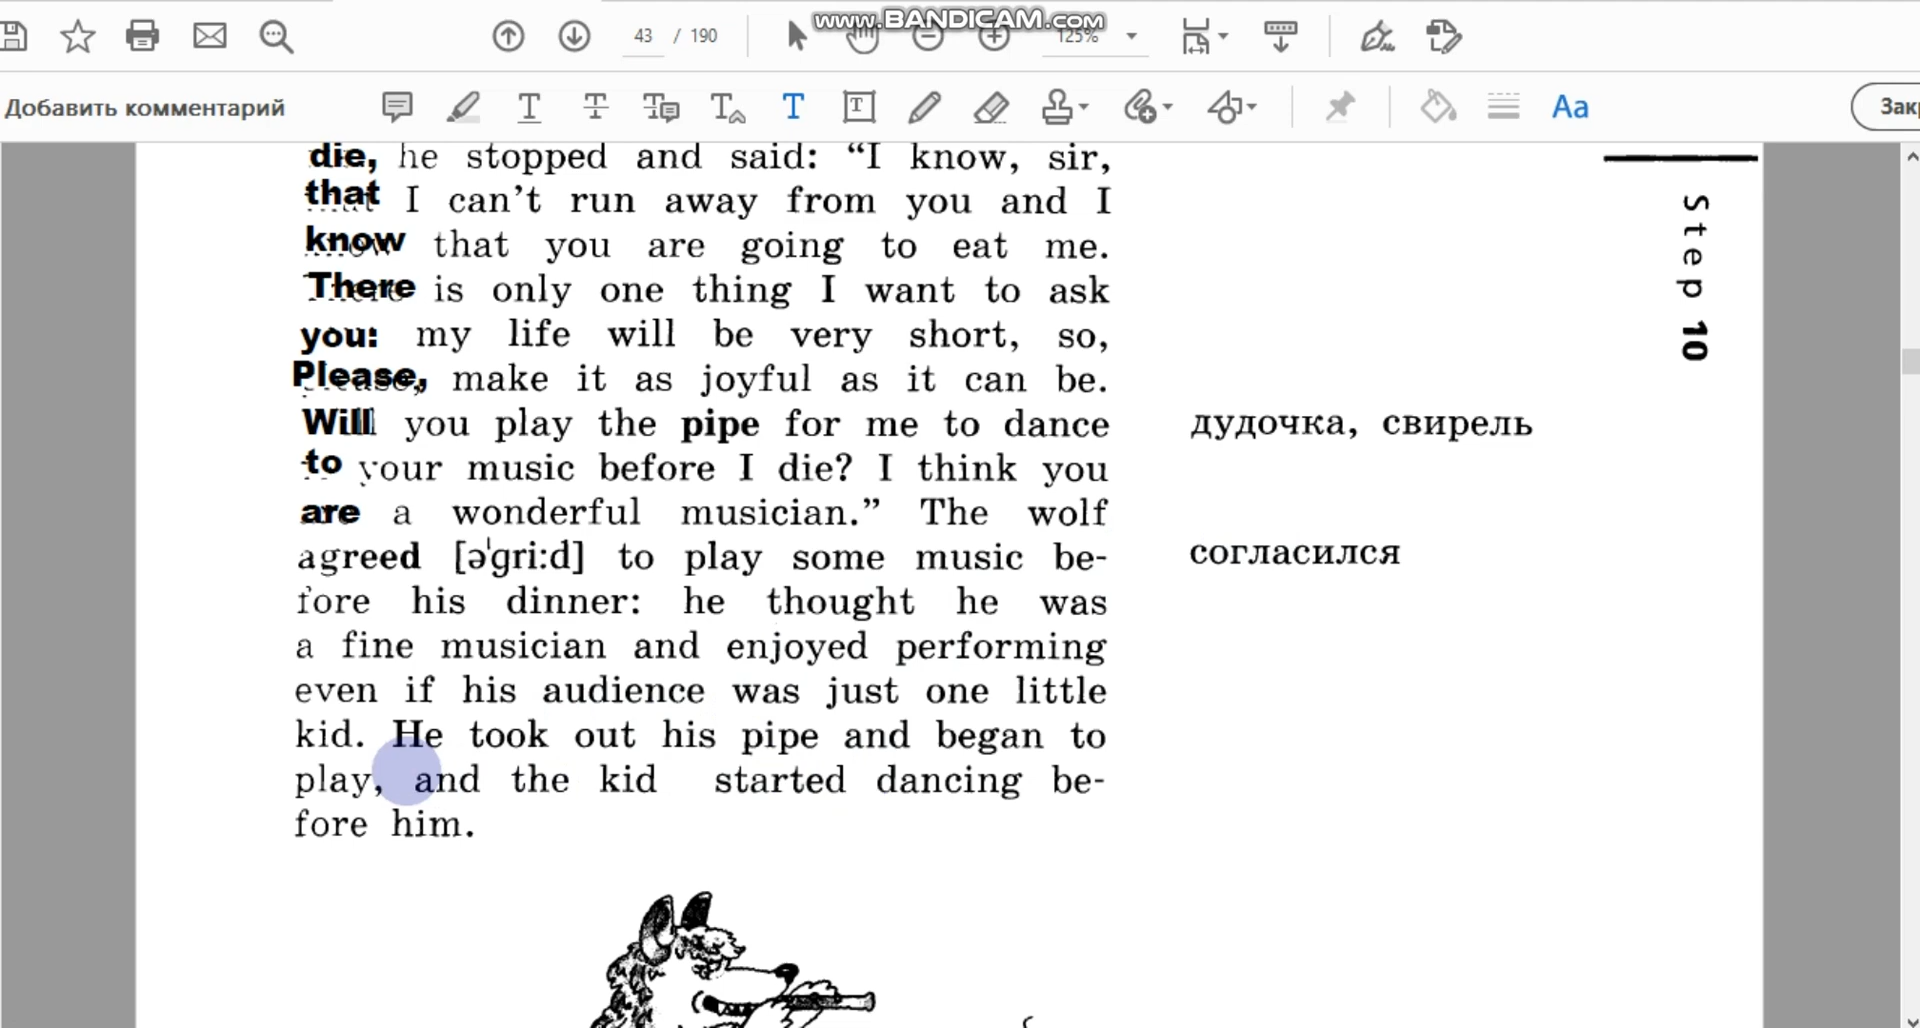 www.BANDICAM.com
43 / 190
125%
Добавить комментарий
Aa
die, he stopped and said: “I know, sir,
that I can’t run away from you and I
know that you are going to eat me.
There is only one thing I want to ask
you: my life will be very short, so,
Please, make it as joyful as it can be.
Will you play the pipe for me to dance
дудочка, свирель
to your music before I die? I think you
are a wonderful musician.” The wolf
agreed [ə'gri:d] to play some music be-
согласился
fore his dinner: he thought he was
a fine musician and enjoyed performing
even if his audience was just one little
kid. He took out his pipe and began to
play, and the kid started dancing be-
fore him.
Step 10